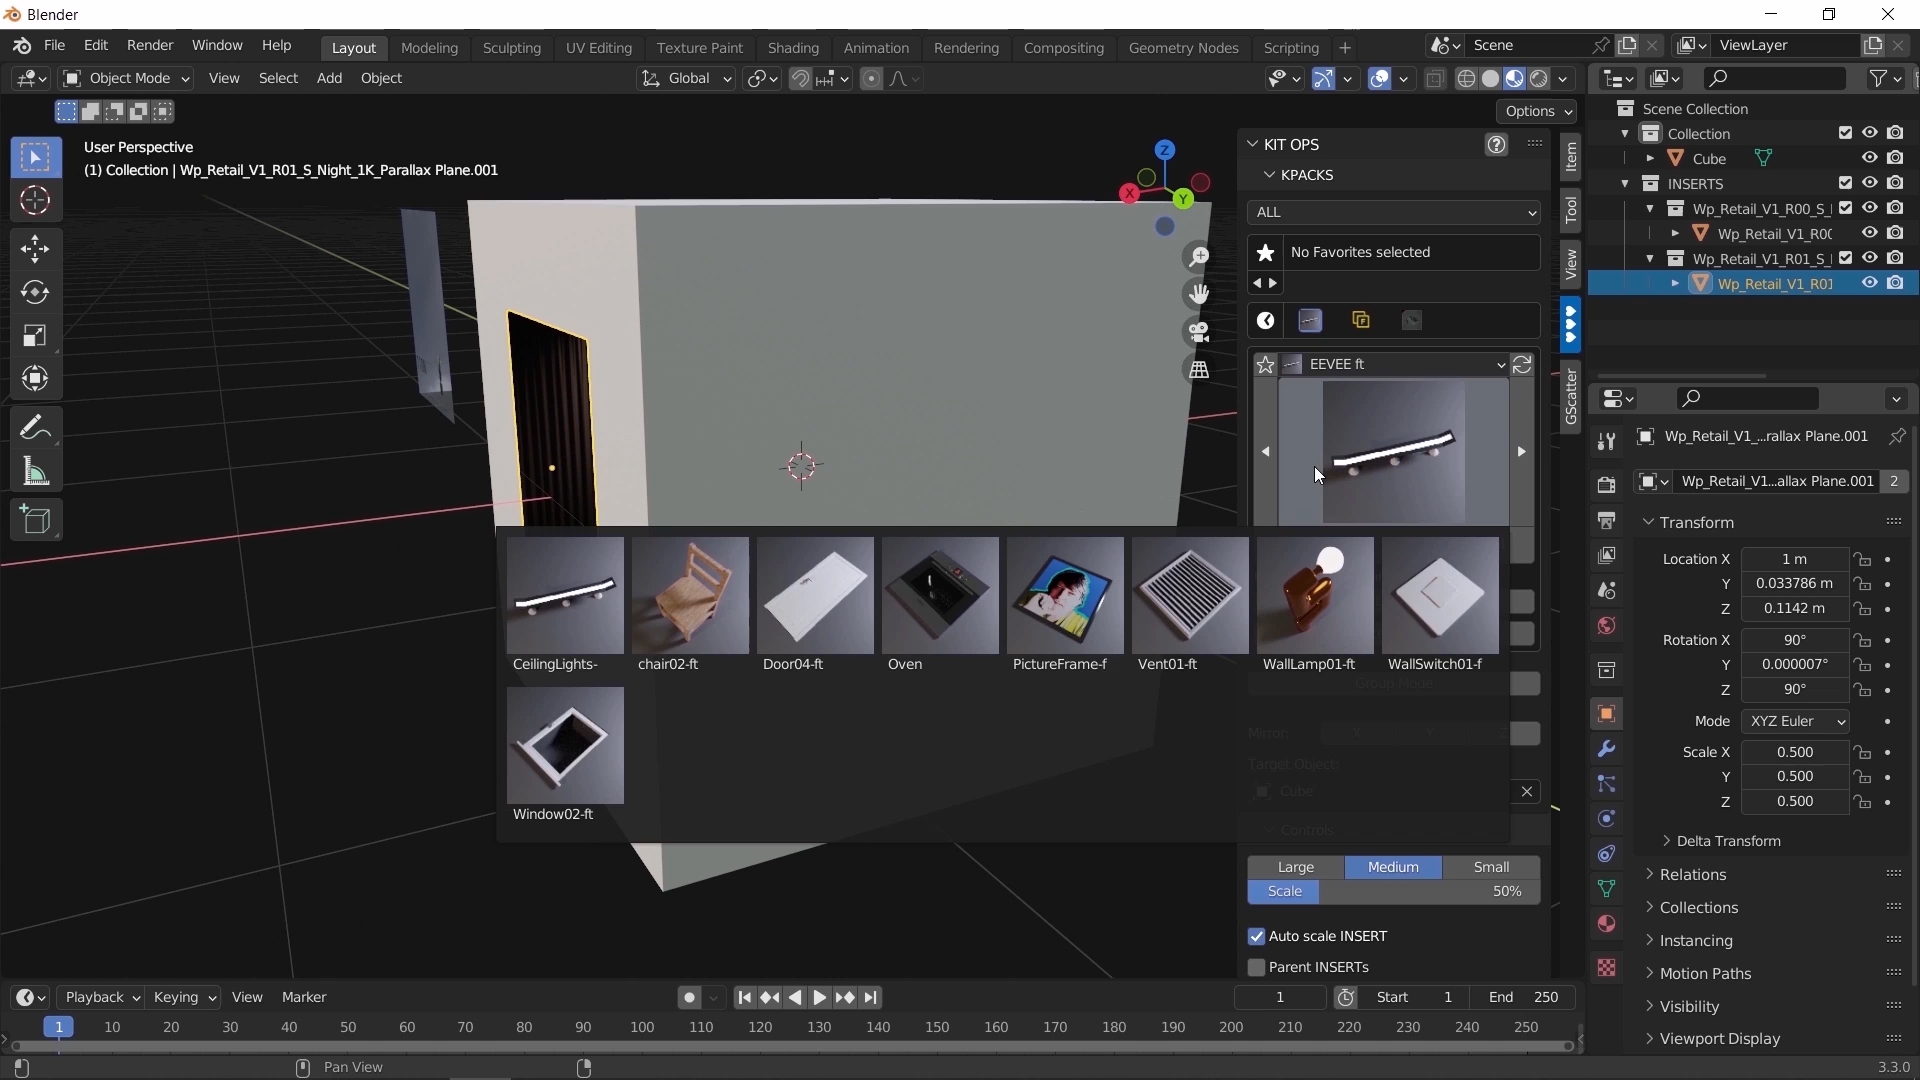 Blender
File Edit Render Window Help
Layout Modeling Sculpting UV Editing Texture Paint Shading Animation Rendering Compositing Geometry Nodes Scripting +
Scene
ViewLayer
Object Mode View Select Add Object
Global
Options
User Perspective
(1) Collection | Wp_Retail_V1_R01_S_Night_1K_Parallax Plane.001
Z
X
Y
KIT OPS
?
KPACKS
ALL
No Favorites selected
EEVEE ft
Item
Tool
View
GScatter
CeilingLights- chair02-ft Door04-ft Oven PictureFrame-f Vent01-ft WallLamp01-ft WallSwitch01-f
Window02-ft
Group Mode
Mirror:
Target Object:
Cube
Controls
Large Medium Small
Scale 50%
Auto scale INSERT
Parent INSERTs
Scene Collection
Collection
Cube
INSERTS
Wp_Retail_V1_R00_S_
Wp_Retail_V1_R00
Wp_Retail_V1_R01_S_
Wp_Retail_V1_R01
Wp_Retail_V1_...rallax Plane.001
Wp_Retail_V1...allax Plane.001 2
Transform
Location X 1 m
Y 0.033786 m
Z 0.1142 m
Rotation X 90°
Y 0.000007°
Z 90°
Mode XYZ Euler
Scale X 0.500
Y 0.500
Z 0.500
Delta Transform
Relations
Collections
Instancing
Motion Paths
Visibility
Viewport Display
Playback Keying View Marker
1 Start 1 End 250
1 10 20 30 40 50 60 70 80 90 100 110 120 130 140 150 160 170 180 190 200 210 220 230 240 250
Pan View
3.3.0